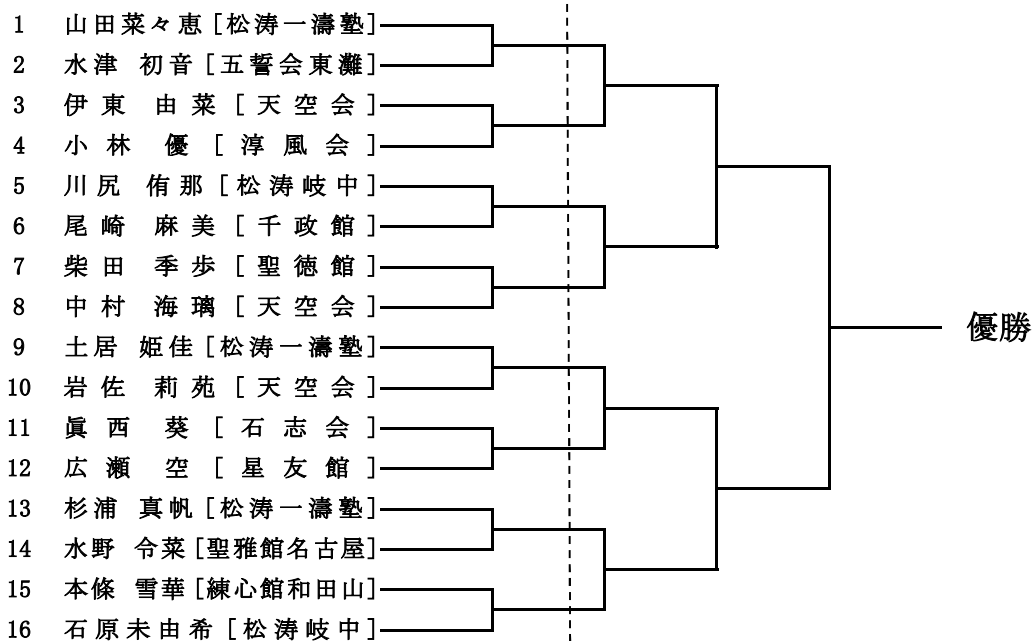 1 山田菜々恵[松涛一濤塾]
2 水津 初音[五誓会東灘]
3 伊東 由菜[天空会]
4 小林 優[淳風会]
5 川尻 侑那[松涛岐中]
6 尾崎 麻美[千政館]
7 柴田 季歩[聖徳館]
8 中村 海璃[天空会]
9 土居 姫佳[松涛一濤塾]
優勝
10 岩佐 莉苑[天空会]
11 眞西 葵[石志会]
12 広瀬 空[星友館]
13 杉浦 真帆[松涛一濤塾]
14 水野 令菜[聖雅館名古屋]
15 本條 雪華[練心館和田山]
16 石原未由希[松涛岐中]